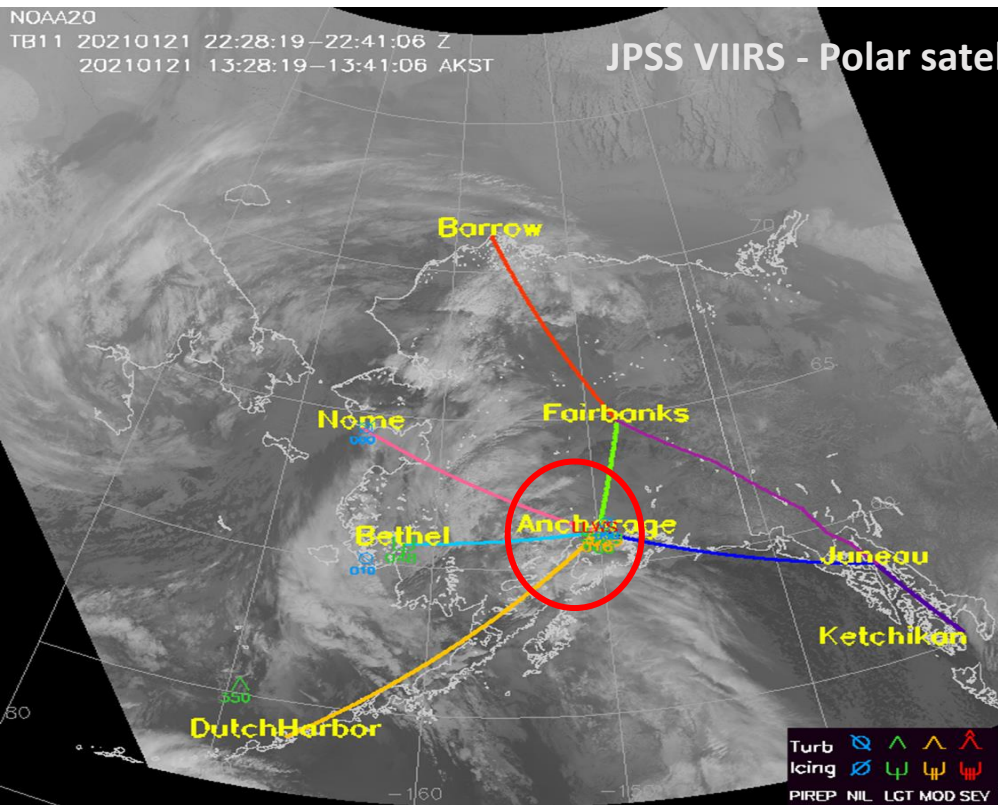 NOAA20
TB11 20210121 22:28:19-22:41:06 Z
20210121 13:28:19-13:41:06 AKST
JPSS VIIRS - Polar satel
Barrow
70
65
Nome
Fairbanks
Anchorage
60
Bethel
010
Juneau
Ketchikan
350
DutchHarbor
-160
Turb
Icing
PIREP NIL LGT MOD SEV